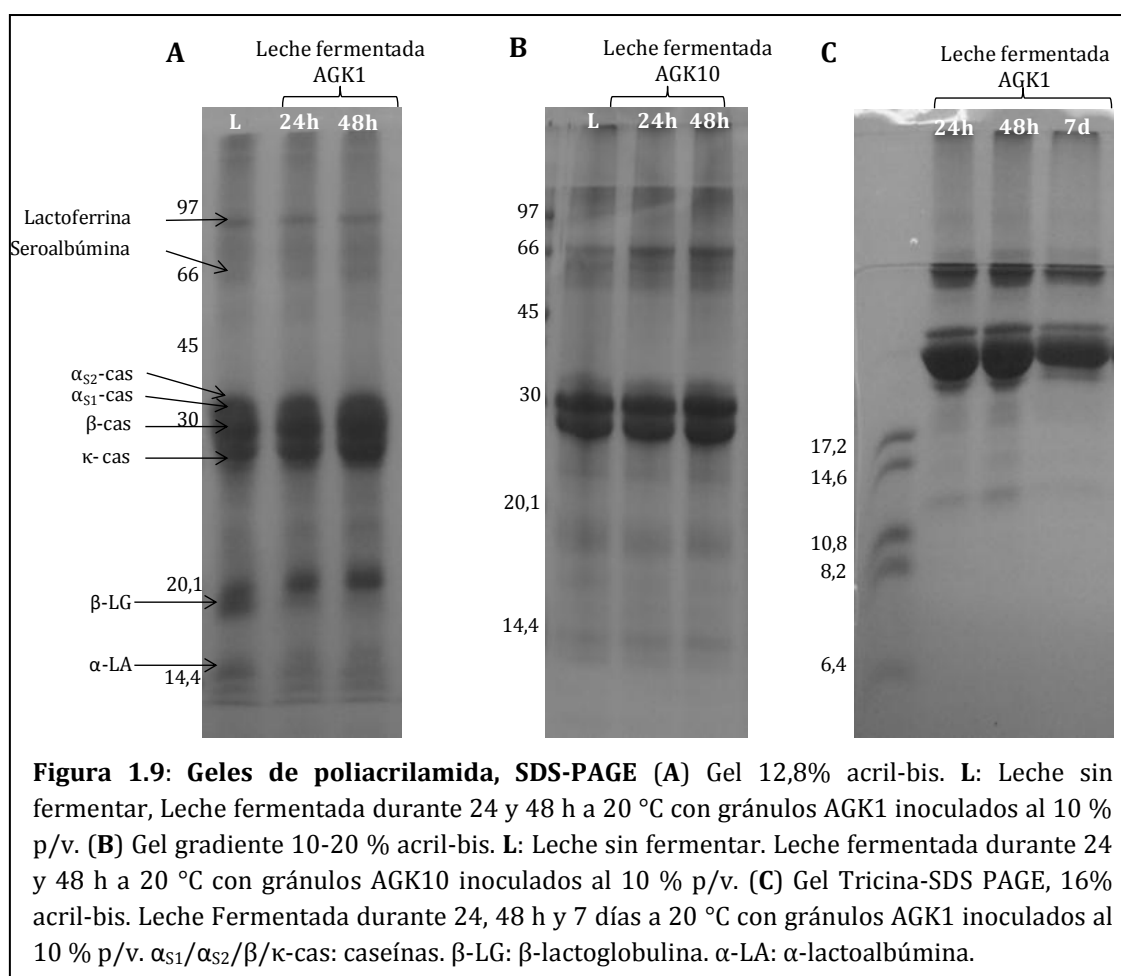 A
Leche fermentada
AGK1
L 24h 48h
Lactoferrina
97
Seroalbúmina
66
45
αS2-cas
αS1-cas
β-cas
30
κ- cas
20,1
β-LG
α-LA
14,4
B
Leche fermentada
AGK10
L 24h 48h
97
66
45
30
20,1
14,4
C
Leche fermentada
AGK1
24h 48h 7d
17,2
14,6
10,8
8,2
6,4
Figura 1.9: Geles de poliacrilamida, SDS-PAGE (A) Gel 12,8% acril-bis. L: Leche sin
fermentar, Leche fermentada durante 24 y 48 h a 20 °C con gránulos AGK1 inoculados al 10 %
p/v. (B) Gel gradiente 10-20 % acril-bis. L: Leche sin fermentar. Leche fermentada durante 24
y 48 h a 20 °C con gránulos AGK10 inoculados al 10 % p/v. (C) Gel Tricina-SDS PAGE, 16%
acril-bis. Leche Fermentada durante 24, 48 h y 7 días a 20 °C con gránulos AGK1 inoculados al
10 % p/v. αS1/αS2/β/κ-cas: caseínas. β-LG: β-lactoglobulina. α-LA: α-lactoalbúmina.